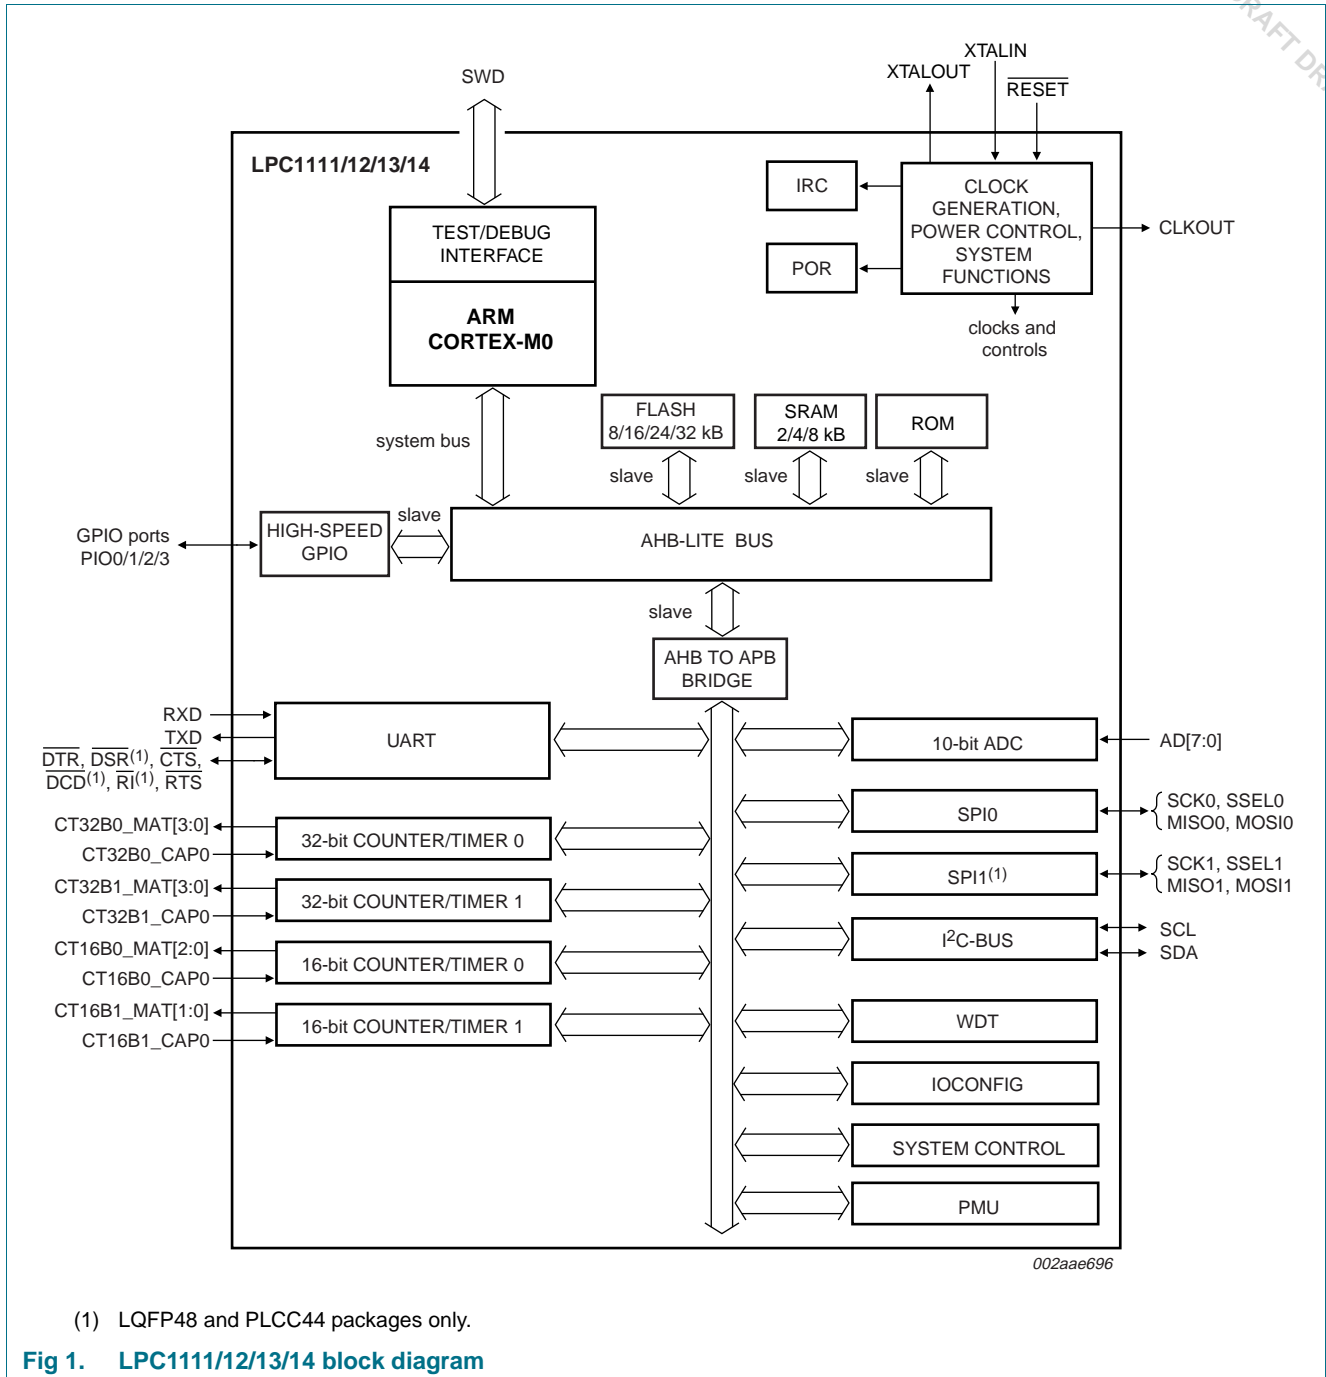 DRAFT DRA
XTALIN
XTALOUT
RESET
SWD
LPC1111/12/13/14
IRC
CLOCK
GENERATION,
POWER CONTROL,
SYSTEM
FUNCTIONS
CLKOUT
POR
TEST/DEBUG
INTERFACE
ARM
CORTEX-M0
clocks and
controls
system bus
FLASH
8/16/24/32 kB
SRAM
2/4/8 kB
ROM
slave
slave
slave
GPIO ports
PIO0/1/2/3
HIGH-SPEED
GPIO
slave
AHB-LITE BUS
slave
AHB TO APB
BRIDGE
RXD
TXD
DTR, DSR(1), CTS,
DCD(1), RI(1), RTS
UART
10-bit ADC
AD[7:0]
CT32B0_MAT[3:0]
CT32B0_CAP0
32-bit COUNTER/TIMER 0
SPI0
SCK0, SSEL0
MISO0, MOSI0
CT32B1_MAT[3:0]
CT32B1_CAP0
32-bit COUNTER/TIMER 1
SPI1(1)
SCK1, SSEL1
MISO1, MOSI1
CT16B0_MAT[2:0]
CT16B0_CAP0
16-bit COUNTER/TIMER 0
I2C-BUS
SCL
SDA
CT16B1_MAT[1:0]
CT16B1_CAP0
16-bit COUNTER/TIMER 1
WDT
IOCONFIG
SYSTEM CONTROL
PMU
002aae696
(1) LQFP48 and PLCC44 packages only.
Fig 1. LPC1111/12/13/14 block diagram